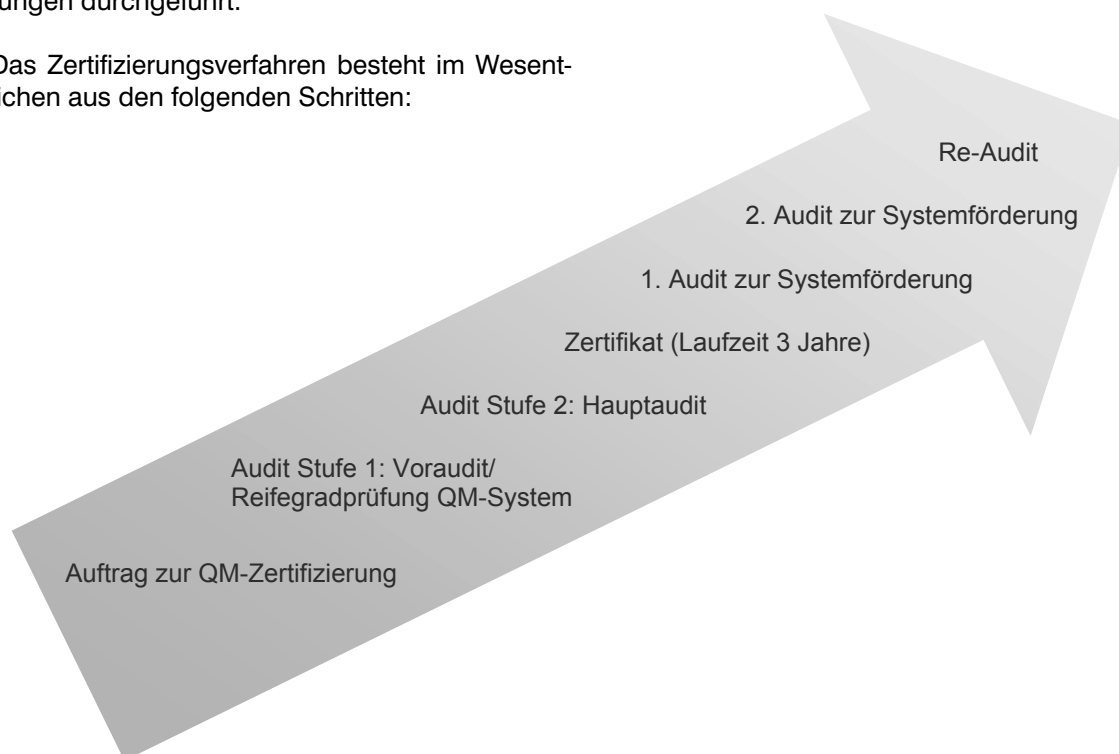 ungen durchgeführt.
Das Zertifizierungsverfahren besteht im Wesent-
lichen aus den folgenden Schritten:
Re-Audit
2. Audit zur Systemförderung
1. Audit zur Systemförderung
Zertifikat (Laufzeit 3 Jahre)
Audit Stufe 2: Hauptaudit
Audit Stufe 1: Voraudit/
Reifegradprüfung QM-System
Auftrag zur QM-Zertifizierung